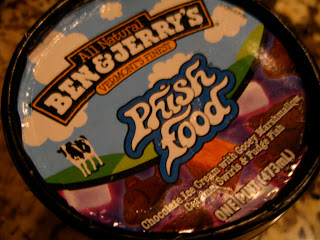 All Natural
BEN & JERRY'S
VERMONT'S FINEST
Phish
Food
Chocolate Ice Cream with Gooey Marshmallow,
Caramel Swirls & Fudge Fish
ONE PINT (473mL)